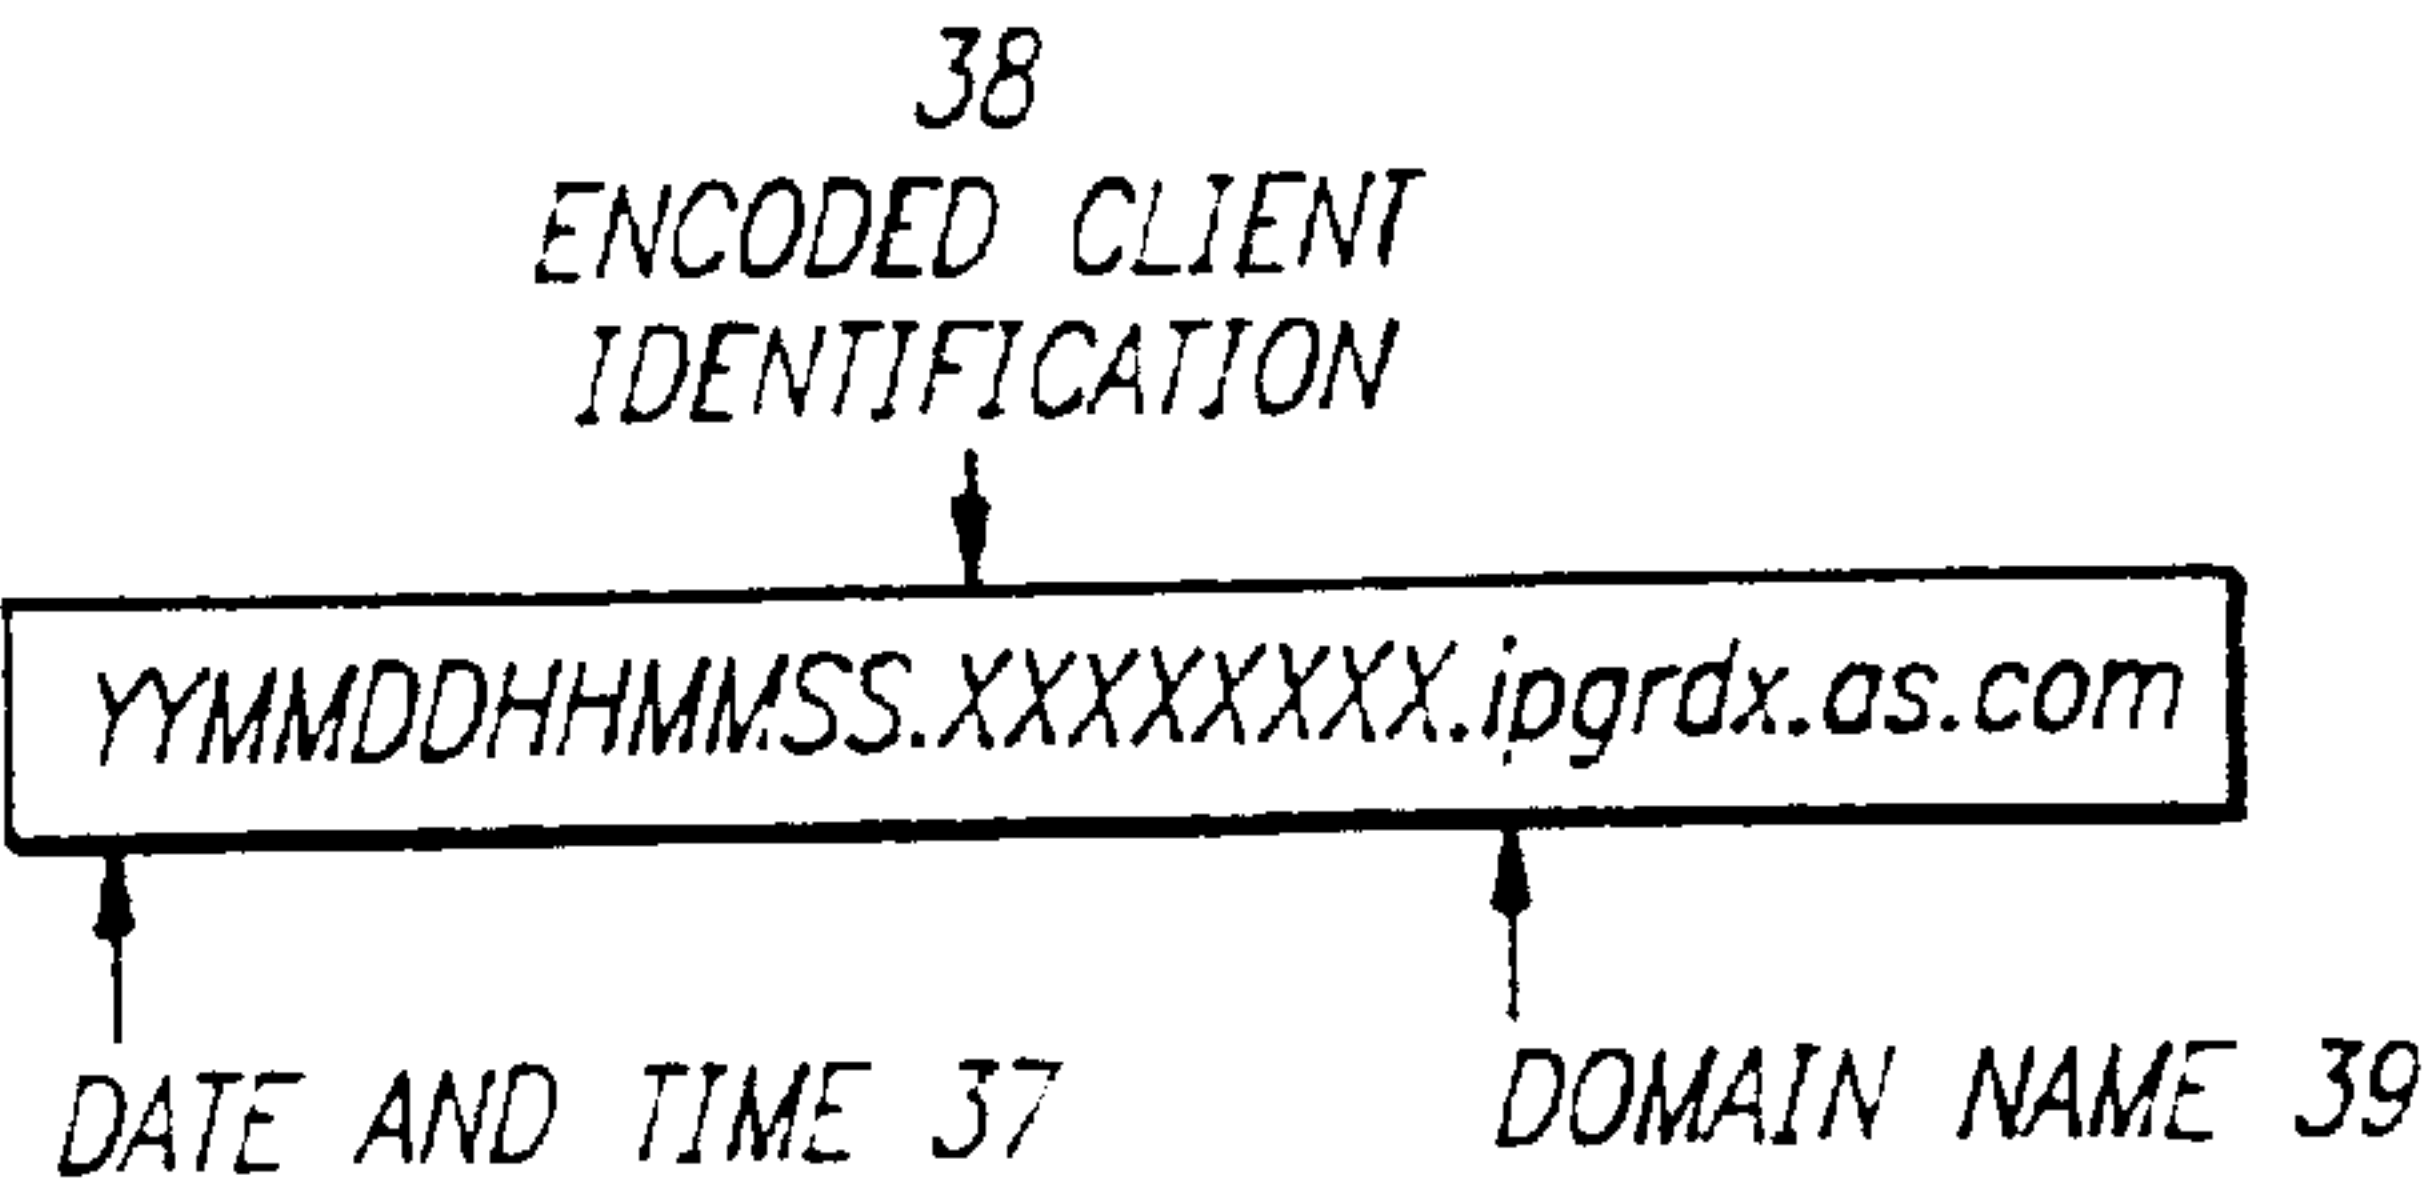 38
ENCODED CLIENT
IDENTIFICATION
YYMMDDHHMMSS.XXXXXXXX.ipgrdx.as.com
DATE AND TIME 37
DOMAIN NAME 39